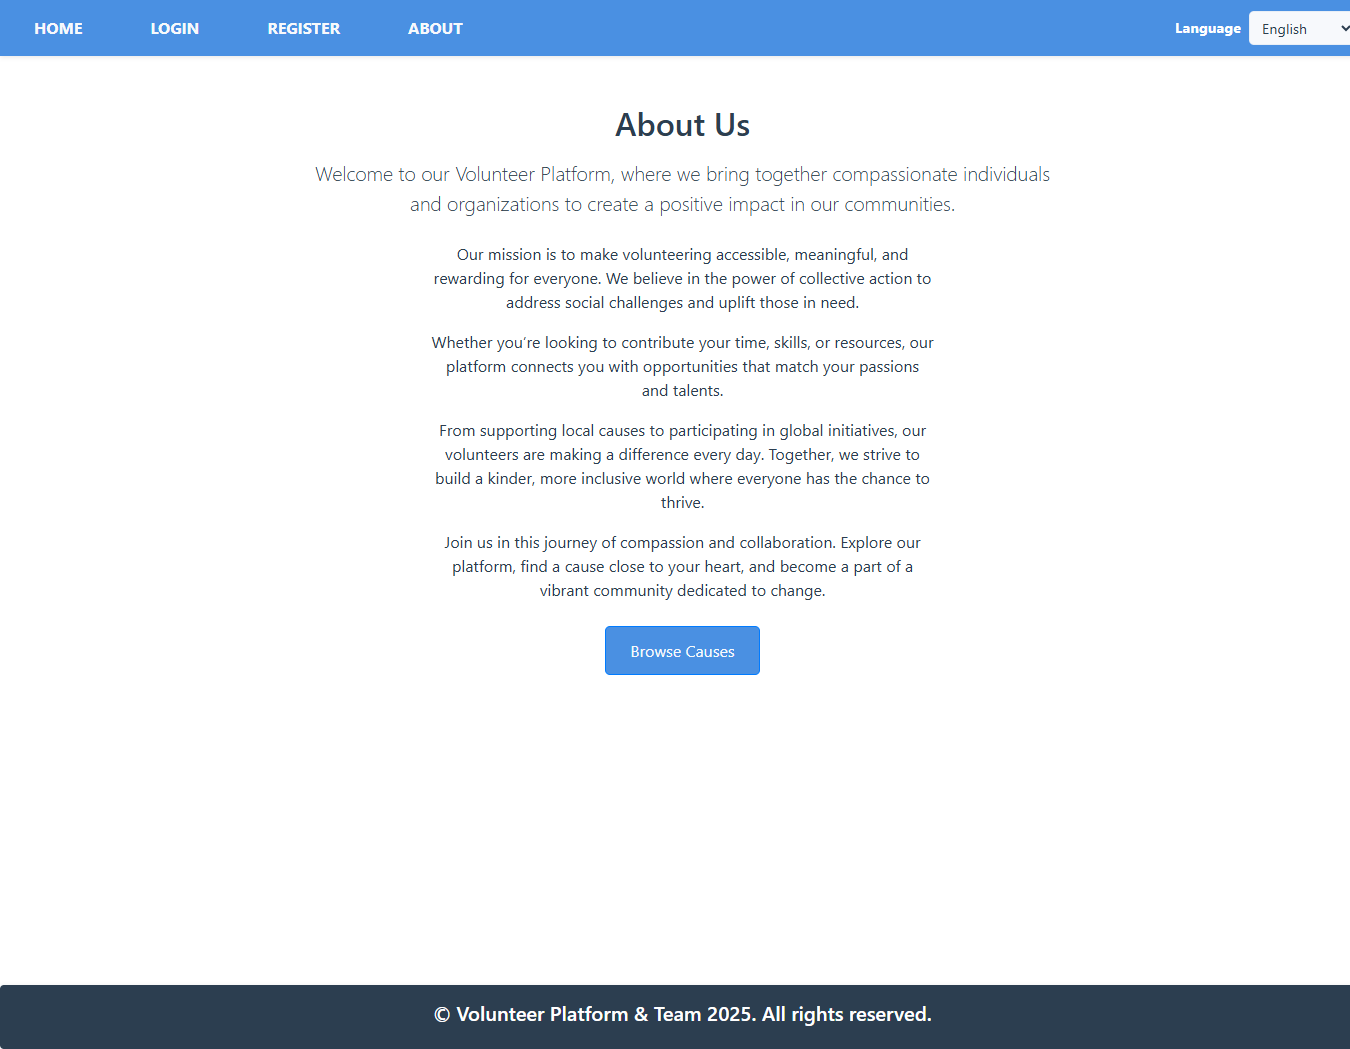 HOME LOGIN REGISTER ABOUT Language English
About Us
Welcome to our Volunteer Platform, where we bring together compassionate individuals
and organizations to create a positive impact in our communities.
Our mission is to make volunteering accessible, meaningful, and
rewarding for everyone. We believe in the power of collective action to
address social challenges and uplift those in need.
Whether you’re looking to contribute your time, skills, or resources, our
platform connects you with opportunities that match your passions
and talents.
From supporting local causes to participating in global initiatives, our
volunteers are making a difference every day. Together, we strive to
build a kinder, more inclusive world where everyone has the chance to
thrive.
Join us in this journey of compassion and collaboration. Explore our
platform, find a cause close to your heart, and become a part of a
vibrant community dedicated to change.
Browse Causes
© Volunteer Platform & Team 2025. All rights reserved.